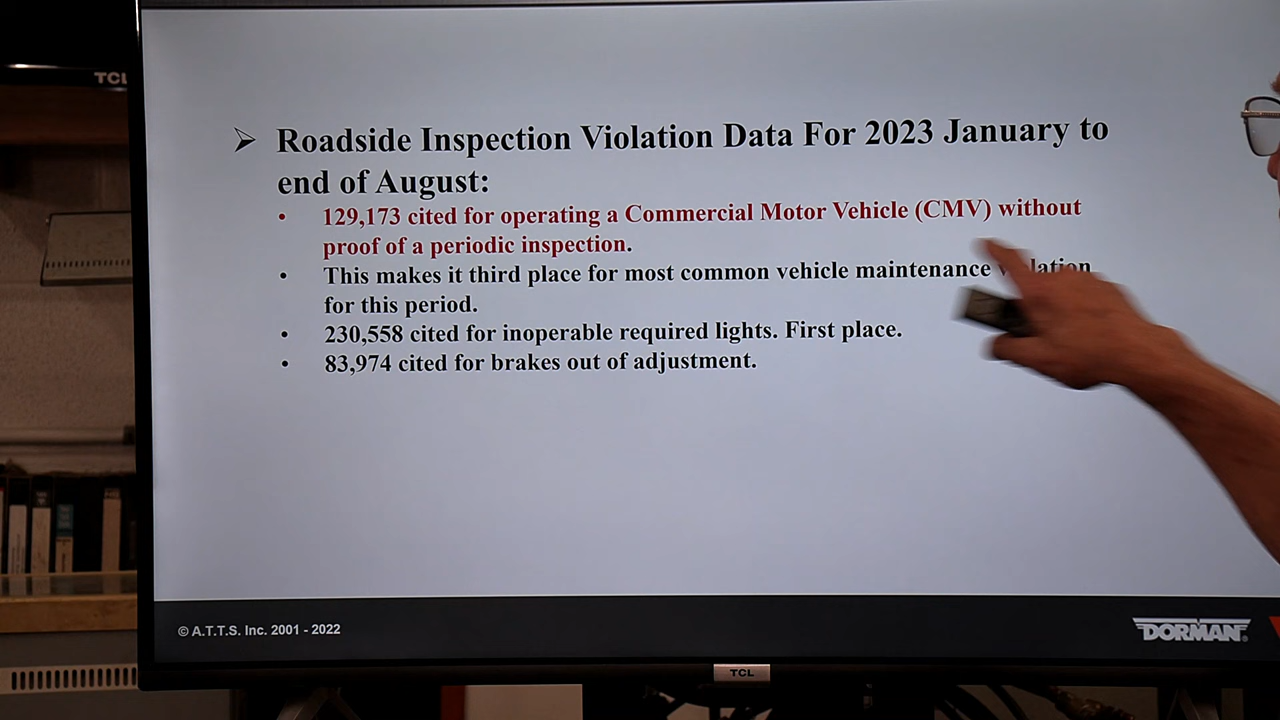 TCL
➢ Roadside Inspection Violation Data For 2023 January to
end of August:
• 129,173 cited for operating a Commercial Motor Vehicle (CMV) without
proof of a periodic inspection.
• This makes it third place for most common vehicle maintenance
for this period.
• 230,558 cited for inoperable required lights. First place.
• 83,974 cited for brakes out of adjustment.
© A.T.T.S. Inc. 2001 - 2022
DORMAN®
TCL